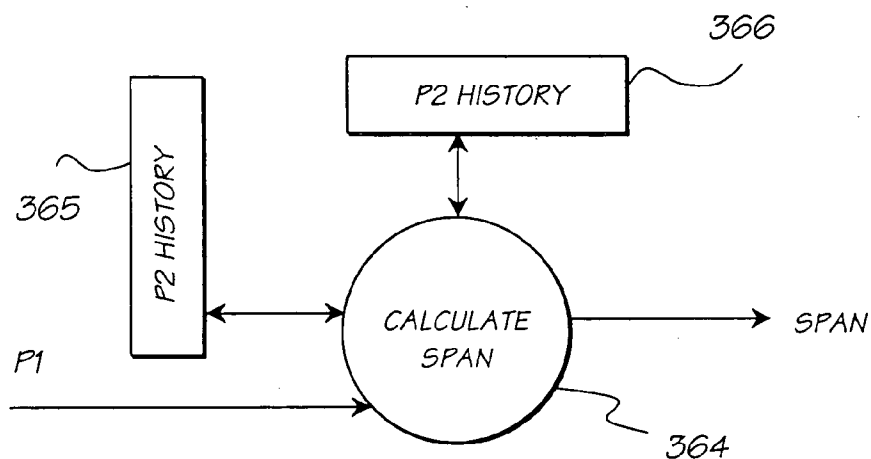 366
P2 HISTORY
365
P2 HISTORY
CALCULATE
SPAN
SPAN
P1
364